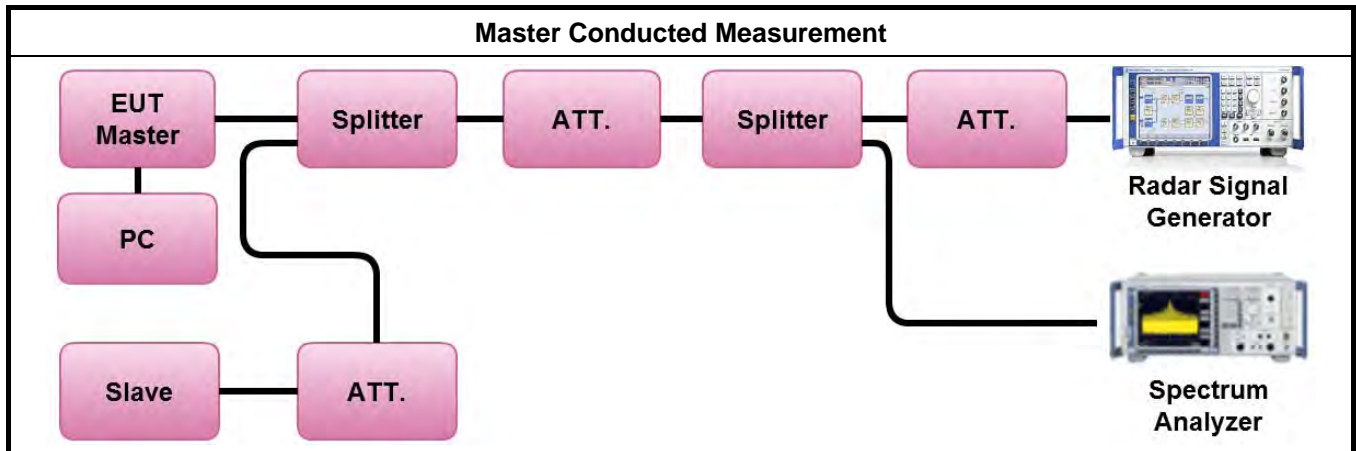 Master Conducted Measurement
EUT
Master
Splitter
ATT.
Splitter
ATT.
Radar Signal
Generator
PC
Slave
ATT.
Spectrum
Analyzer